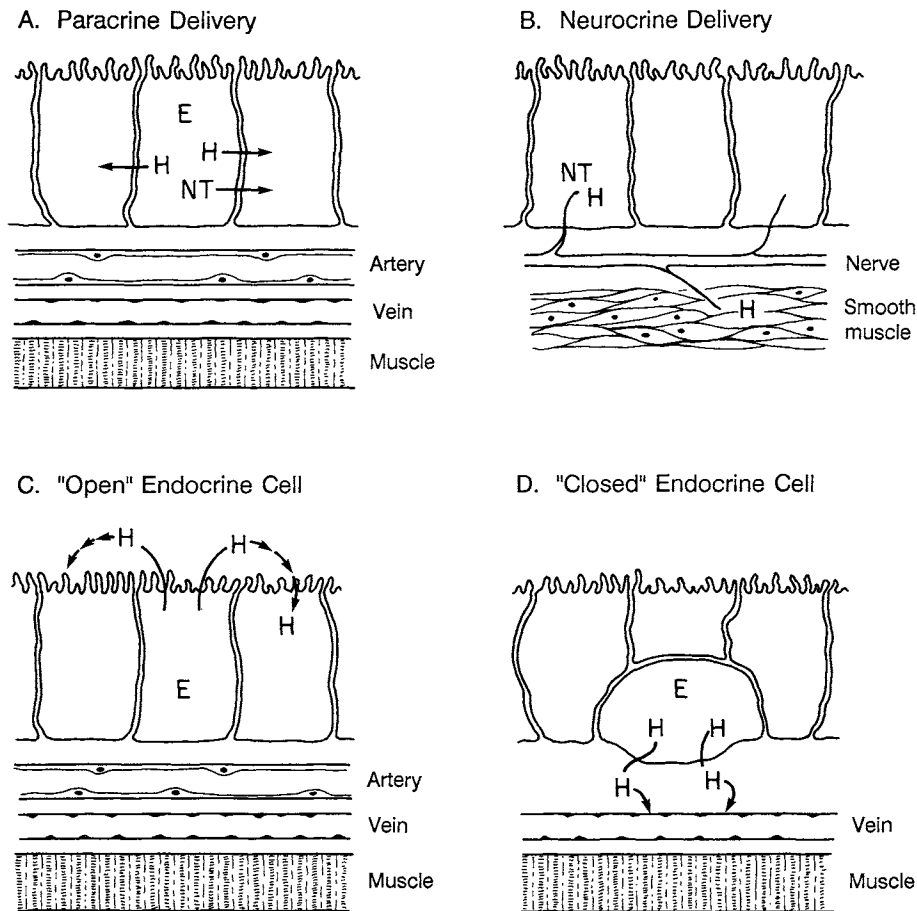 A. Paracrine Delivery
E
H
H
NT
Artery
Vein
Muscle
B. Neurocrine Delivery
NT
H
Nerve
H
Smooth
muscle
C. "Open" Endocrine Cell
H
H
H
E
Artery
Vein
Muscle
D. "Closed" Endocrine Cell
E
H
H
H
H
Vein
Muscle